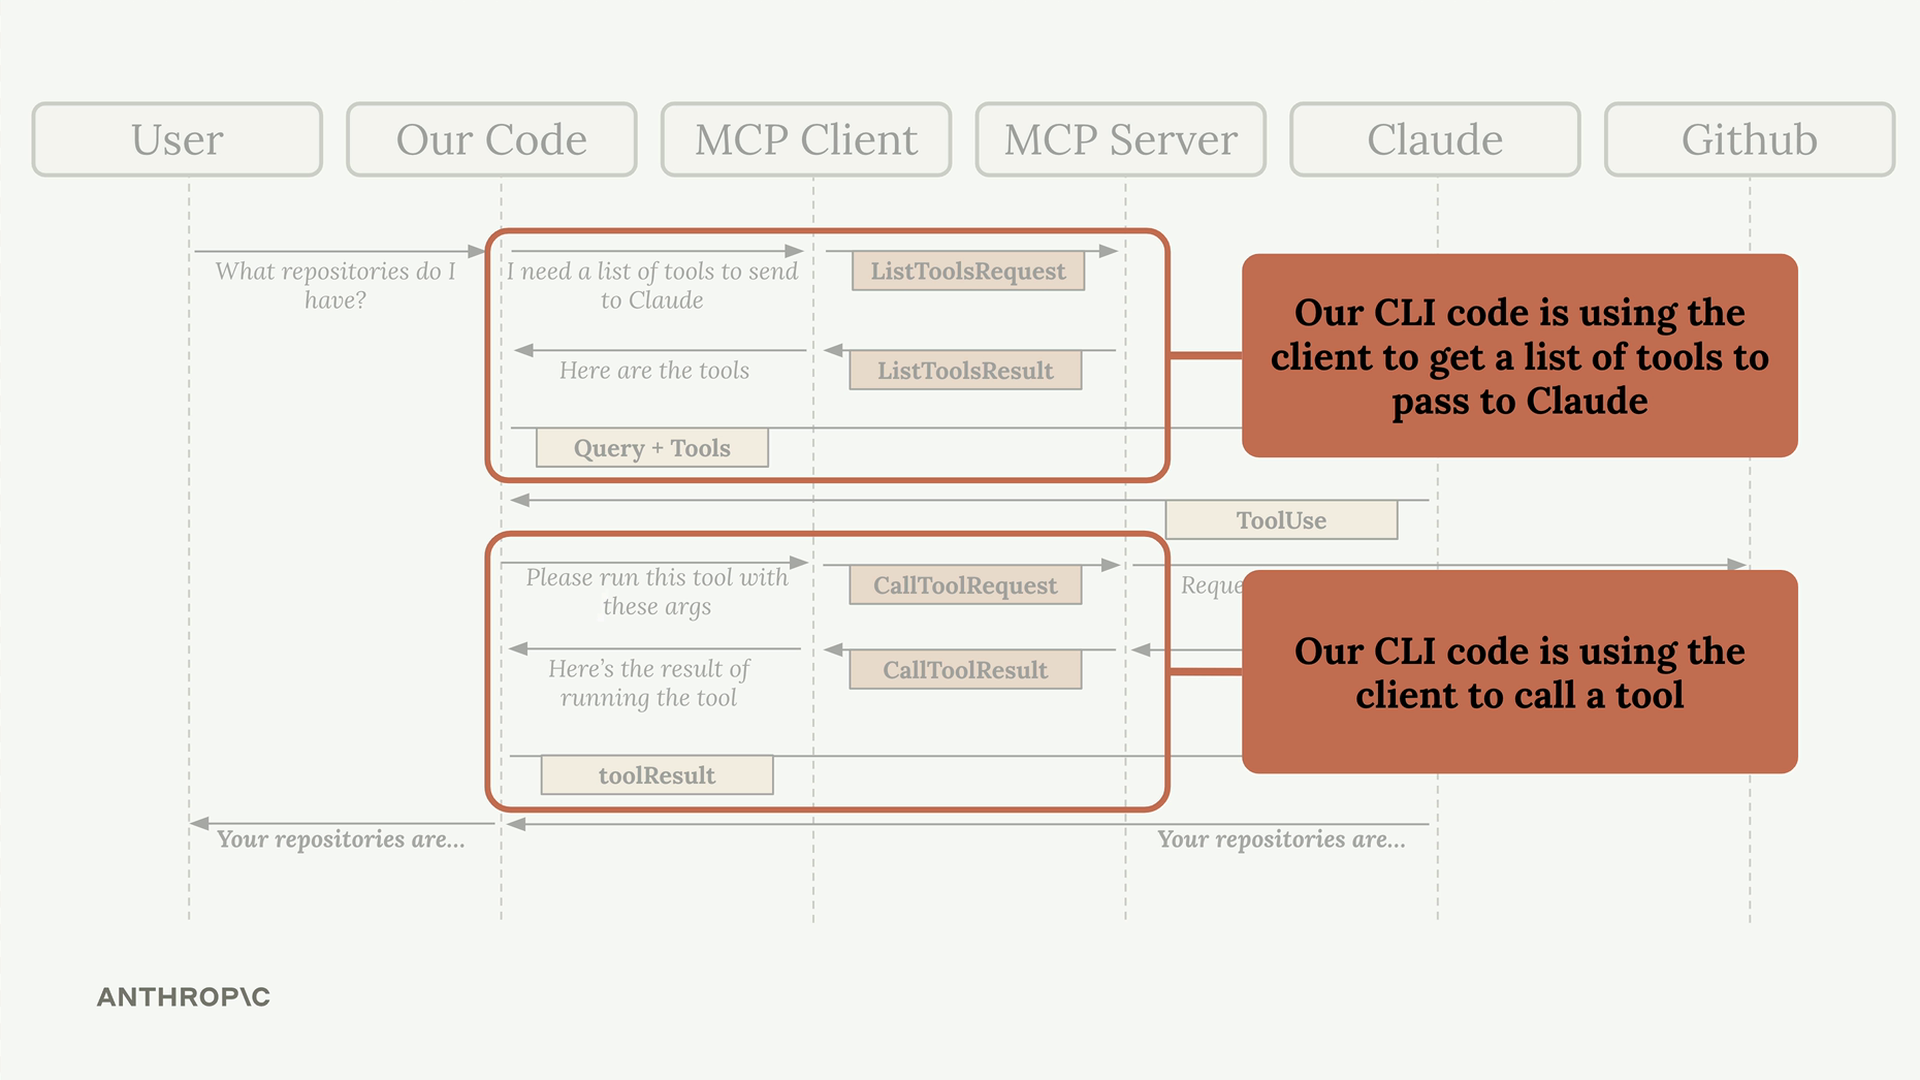 User
Our Code
MCP Client
MCP Server
Claude
Github
What repositories do I
have?
I need a list of tools to send
to Claude
ListToolsRequest
Our CLI code is using the
client to get a list of tools to
pass to Claude
Here are the tools
ListToolsResult
Query + Tools
ToolUse
Please run this tool with
these args
CallToolRequest
Our CLI code is using the
client to call a tool
Here's the result of
running the tool
CallToolResult
toolResult
Your repositories are...
Your repositories are...
ANTHROP\C